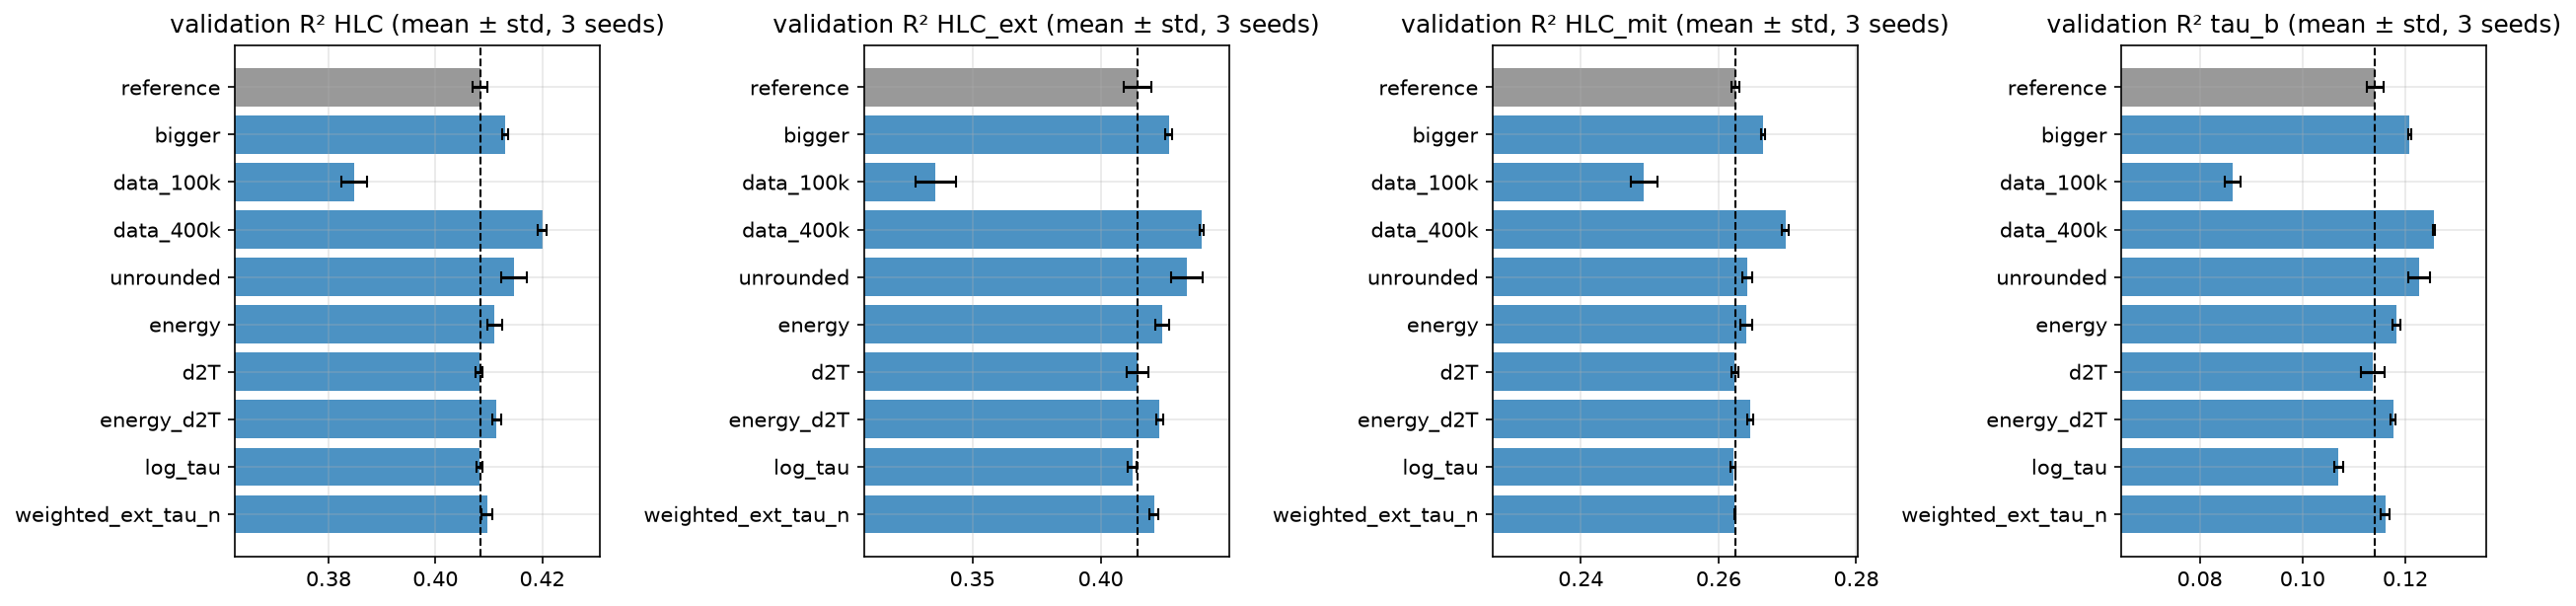 validation R² HLC (mean ± std, 3 seeds)
reference
bigger
data_100k
data_400k
unrounded
energy
d2T
energy_d2T
log_tau
weighted_ext_tau_n
0.38 0.40 0.42
validation R² HLC_ext (mean ± std, 3 seeds)
reference
bigger
data_100k
data_400k
unrounded
energy
d2T
energy_d2T
log_tau
weighted_ext_tau_n
0.35 0.40
validation R² HLC_mit (mean ± std, 3 seeds)
reference
bigger
data_100k
data_400k
unrounded
energy
d2T
energy_d2T
log_tau
weighted_ext_tau_n
0.24 0.26 0.28
validation R² tau_b (mean ± std, 3 seeds)
reference
bigger
data_100k
data_400k
unrounded
energy
d2T
energy_d2T
log_tau
weighted_ext_tau_n
0.08 0.10 0.12